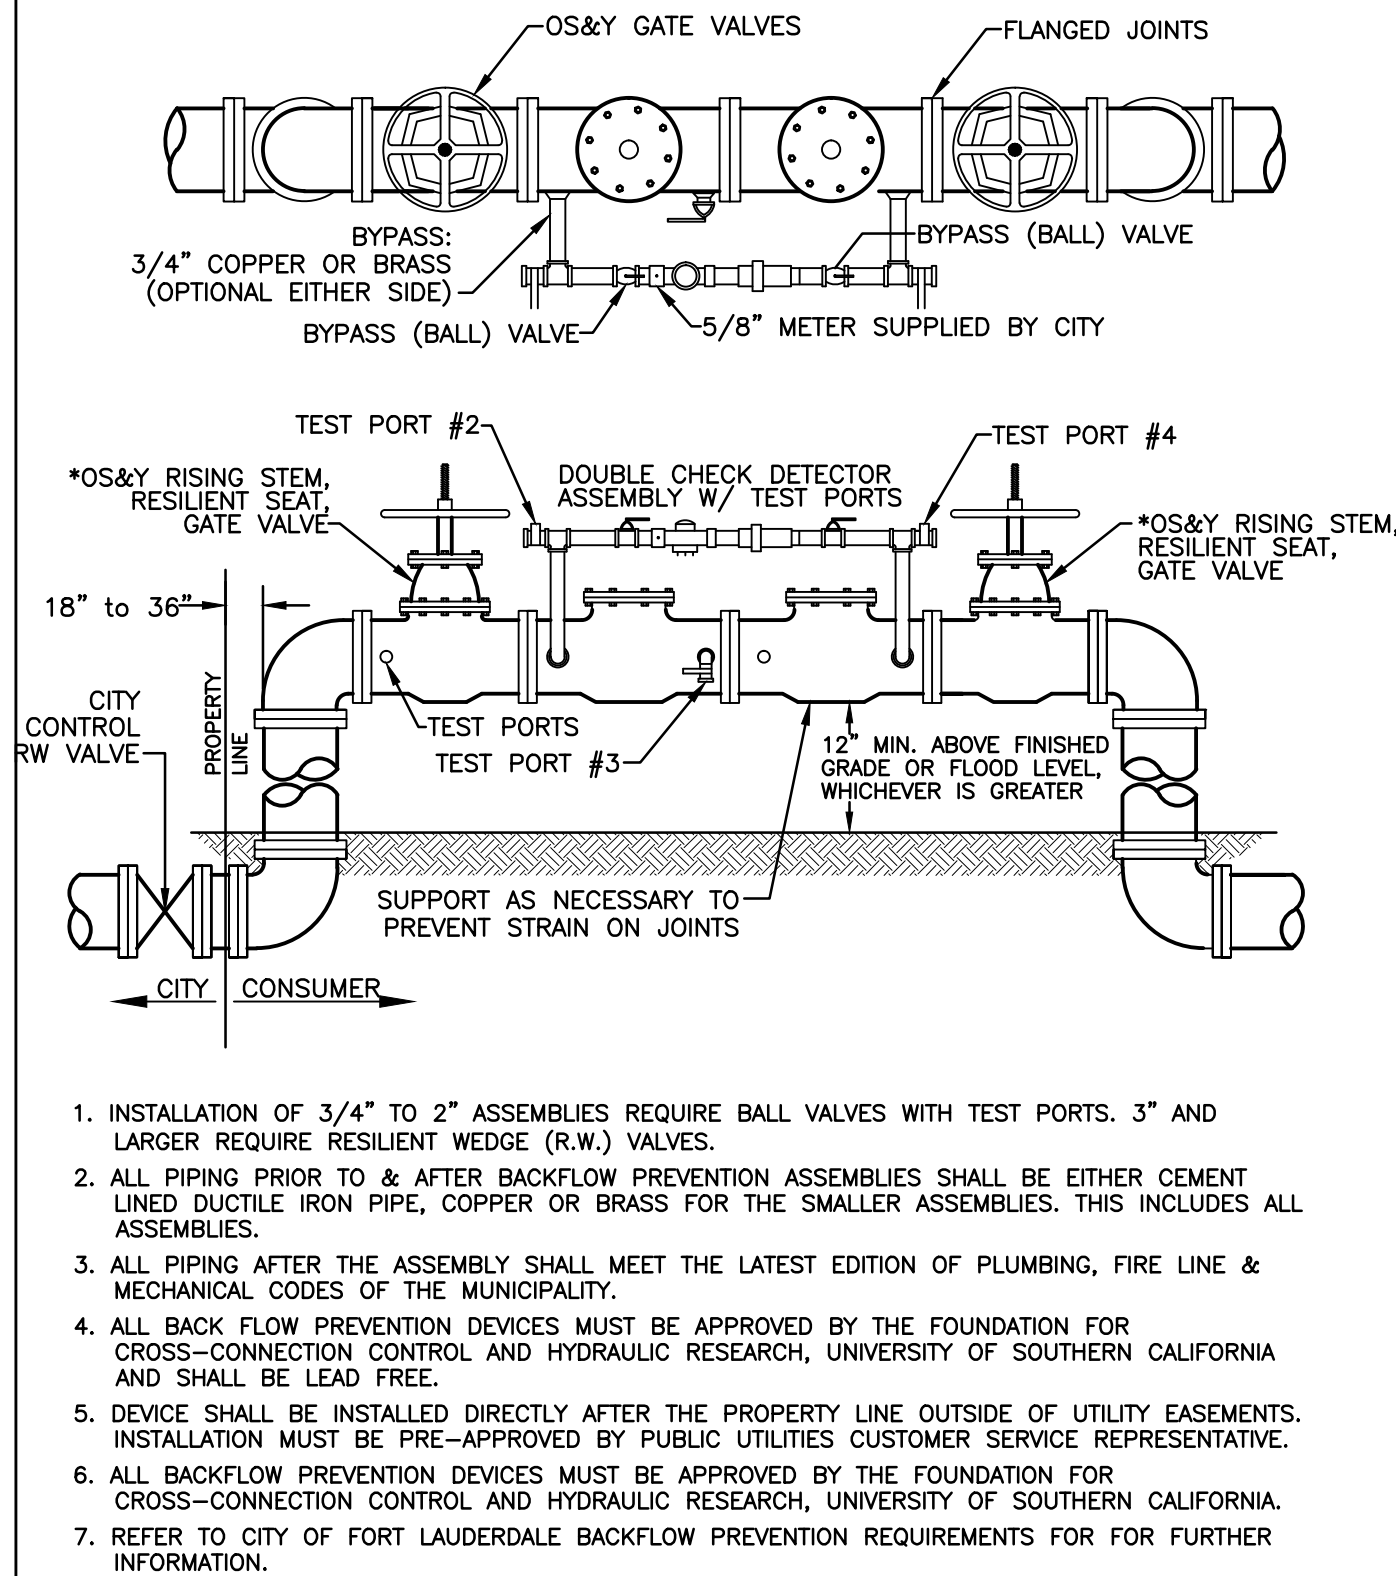 OS&Y GATE VALVES
FLANGED JOINTS
BYPASS:
3/4” COPPER OR BRASS
(OPTIONAL EITHER SIDE)
BYPASS (BALL) VALVE
BYPASS (BALL) VALVE
5/8” METER SUPPLIED BY CITY
TEST PORT #2
TEST PORT #4
*OS&Y RISING STEM,
RESILIENT SEAT,
GATE VALVE
DOUBLE CHECK DETECTOR
ASSEMBLY W/ TEST PORTS
*OS&Y RISING STEM,
RESILIENT SEAT,
GATE VALVE
18” to 36”
CITY
CONTROL
RW VALVE
PROPERTY
LINE
TEST PORTS
TEST PORT #3
12” MIN. ABOVE FINISHED
GRADE OR FLOOD LEVEL,
WHICHEVER IS GREATER
SUPPORT AS NECESSARY TO
PREVENT STRAIN ON JOINTS
CITY
CONSUMER
1. INSTALLATION OF 3/4” TO 2” ASSEMBLIES REQUIRE BALL VALVES WITH TEST PORTS. 3” AND
LARGER REQUIRE RESILIENT WEDGE (R.W.) VALVES.
2. ALL PIPING PRIOR TO & AFTER BACKFLOW PREVENTION ASSEMBLIES SHALL BE EITHER CEMENT
LINED DUCTILE IRON PIPE, COPPER OR BRASS FOR THE SMALLER ASSEMBLIES. THIS INCLUDES ALL
ASSEMBLIES.
3. ALL PIPING AFTER THE ASSEMBLY SHALL MEET THE LATEST EDITION OF PLUMBING, FIRE LINE &
MECHANICAL CODES OF THE MUNICIPALITY.
4. ALL BACK FLOW PREVENTION DEVICES MUST BE APPROVED BY THE FOUNDATION FOR
CROSS–CONNECTION CONTROL AND HYDRAULIC RESEARCH, UNIVERSITY OF SOUTHERN CALIFORNIA
AND SHALL BE LEAD FREE.
5. DEVICE SHALL BE INSTALLED DIRECTLY AFTER THE PROPERTY LINE OUTSIDE OF UTILITY EASEMENTS.
INSTALLATION MUST BE PRE–APPROVED BY PUBLIC UTILITIES CUSTOMER SERVICE REPRESENTATIVE.
6. ALL BACKFLOW PREVENTION DEVICES MUST BE APPROVED BY THE FOUNDATION FOR
CROSS–CONNECTION CONTROL AND HYDRAULIC RESEARCH, UNIVERSITY OF SOUTHERN CALIFORNIA.
7. REFER TO CITY OF FORT LAUDERDALE BACKFLOW PREVENTION REQUIREMENTS FOR FOR FURTHER
INFORMATION.